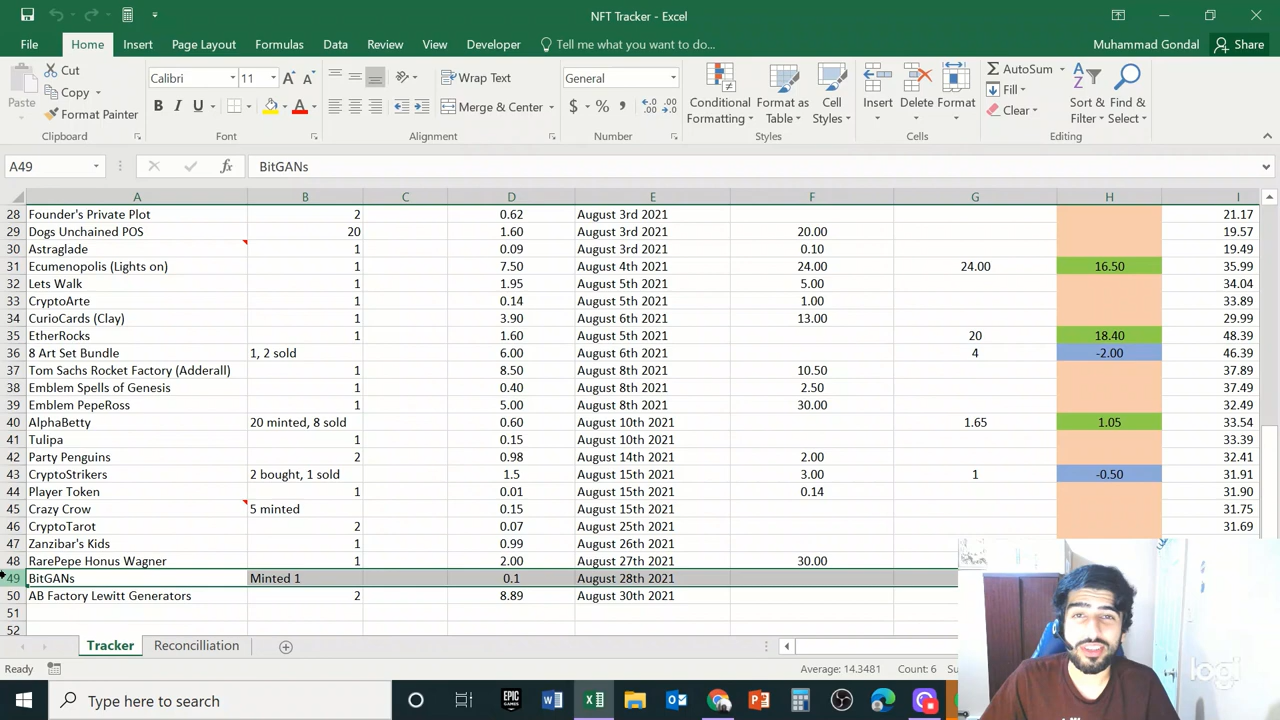 NFT Tracker - Excel
File Home Insert Page Layout Formulas Data Review View Developer Tell me what you want to do... Muhammad Gondal Share
Paste Cut Copy Format Painter Clipboard
Calibri 11 B I U A Font
Wrap Text Merge & Center Alignment
General $ % , Number
Conditional Formatting Format as Table Cell Styles Styles
Insert Delete Format Cells
AutoSum Fill Clear Sort & Filter Find & Select Editing
A49 fx BitGANs
A B C D E F G H I
28 Founder's Private Plot 2 0.62 August 3rd 2021 21.17
29 Dogs Unchained POS 20 1.60 August 3rd 2021 20.00 19.57
30 Astraglade 1 0.09 August 3rd 2021 0.10 19.49
31 Ecumenopolis (Lights on) 1 7.50 August 4th 2021 24.00 24.00 16.50 35.99
32 Lets Walk 1 1.95 August 5th 2021 5.00 34.04
33 CryptoArte 1 0.14 August 5th 2021 1.00 33.89
34 CurioCards (Clay) 1 3.90 August 6th 2021 13.00 29.99
35 EtherRocks 1 1.60 August 5th 2021 20 18.40 48.39
36 8 Art Set Bundle 1, 2 sold 6.00 August 6th 2021 4 -2.00 46.39
37 Tom Sachs Rocket Factory (Adderall) 1 8.50 August 8th 2021 10.50 37.89
38 Emblem Spells of Genesis 1 0.40 August 8th 2021 2.50 37.49
39 Emblem PepeRoss 1 5.00 August 8th 2021 30.00 32.49
40 AlphaBetty 20 minted, 8 sold 0.60 August 10th 2021 1.65 1.05 33.54
41 Tulipa 1 0.15 August 10th 2021 33.39
42 Party Penguins 2 0.98 August 14th 2021 2.00 32.41
43 CryptoStrikers 2 bought, 1 sold 1.5 August 15th 2021 3.00 1 -0.50 31.91
44 Player Token 1 0.01 August 15th 2021 0.14 31.90
45 Crazy Crow 5 minted 0.15 August 15th 2021 31.75
46 CryptoTarot 2 0.07 August 25th 2021 31.69
47 Zanzibar's Kids 1 0.99 August 26th 2021
48 RarePepe Honus Wagner 1 2.00 August 27th 2021 30.00
49 BitGANs Minted 1 0.1 August 28th 2021
50 AB Factory Lewitt Generators 2 8.89 August 30th 2021
51
52
Tracker Reconcilliation
Ready Average: 14.3481 Count: 6
logi
Type here to search EPIC GAMES